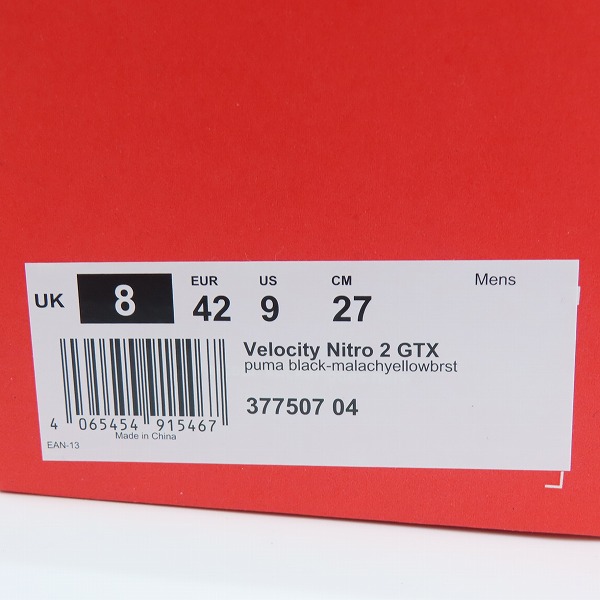 EUR US CM Mens
UK 8 42 9 27
Velocity Nitro 2 GTX
puma black-malachyellowbrst
377507 04
4 065454 915467
Made in China
EAN-13